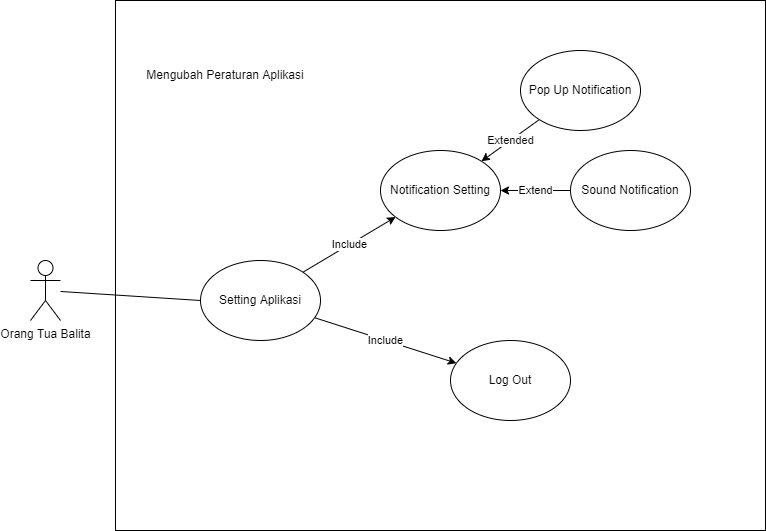 Mengubah Peraturan Aplikasi
Pop Up Notification
Extended
Notification Setting
Extend
Sound Notification
Include
Setting Aplikasi
Orang Tua Balita
Include
Log Out